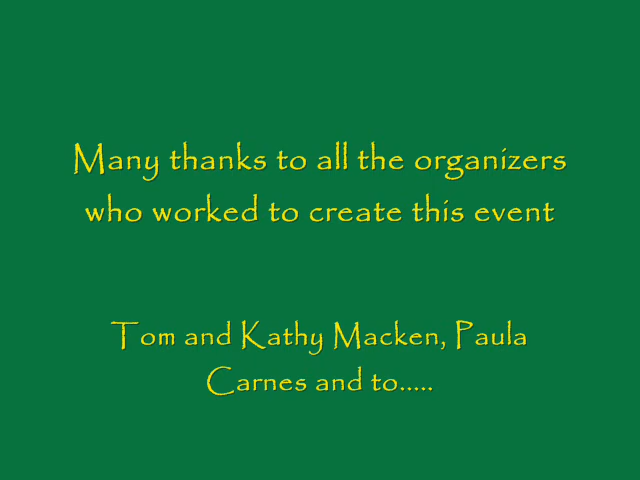 Many thanks to all the organizers
who worked to create this event
Tom and Kathy Macken, Paula
Carnes and to.....